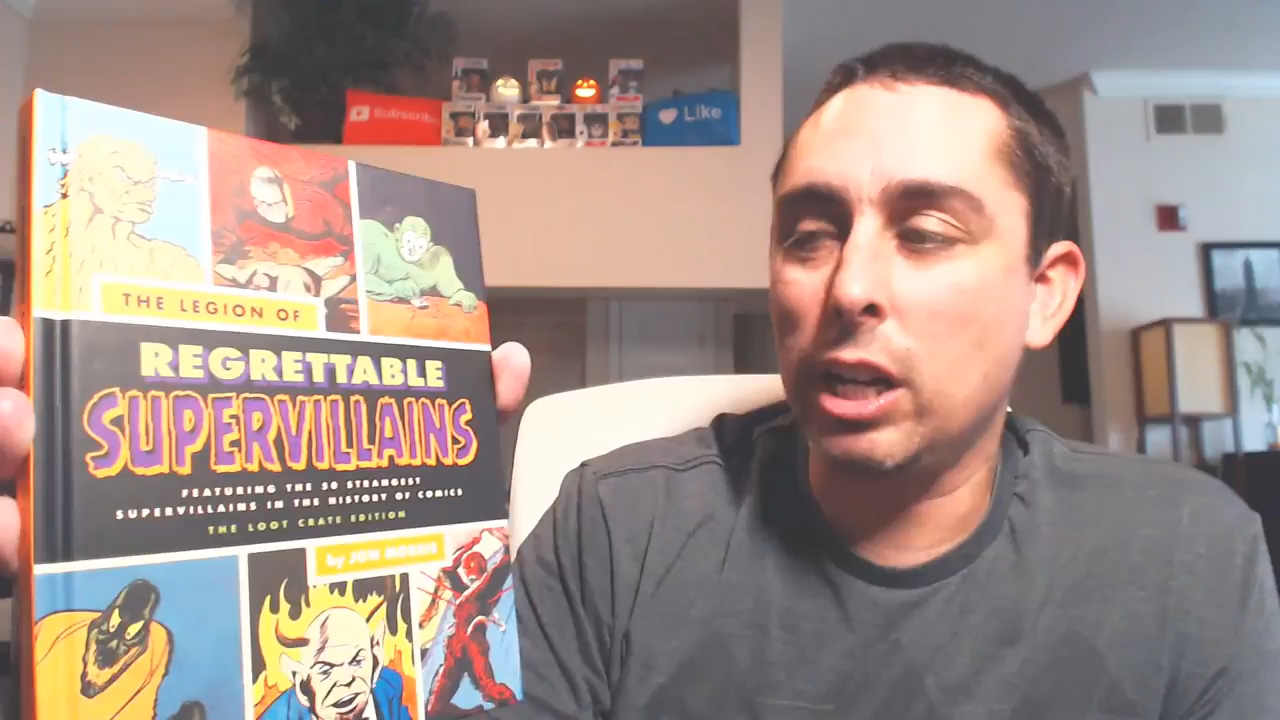 Subscribe
Like
THE LEGION OF
REGRETTABLE
SUPERVILLAINS
FEATURING THE 50 STRANGEST
SUPERVILLAINS IN THE HISTORY OF COMICS
THE LOOT CRATE EDITION
by JON MORRIS